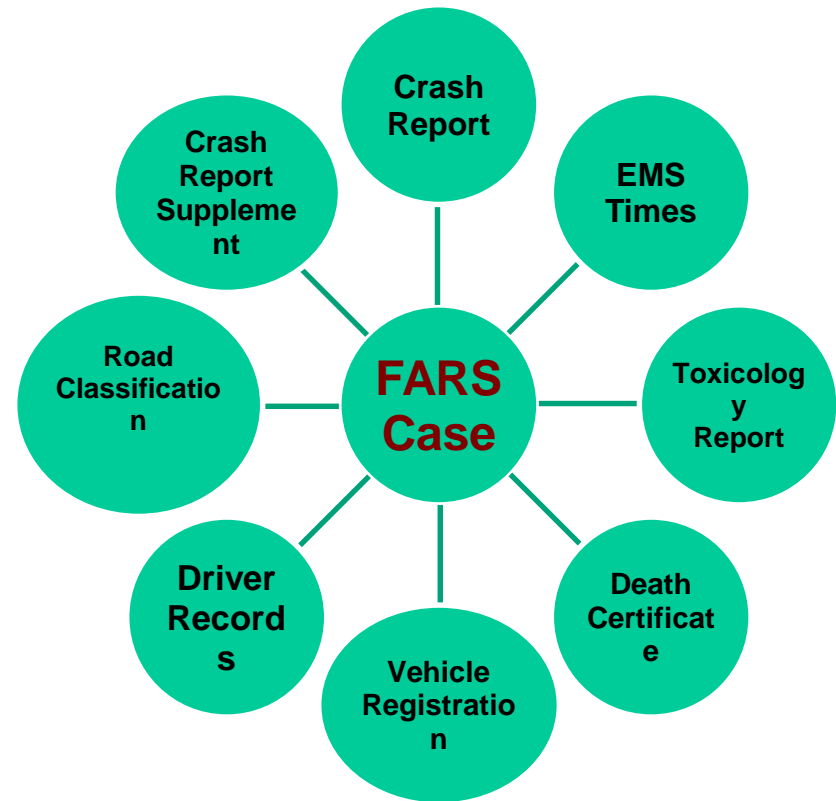 Crash
Report
EMS
Times
Toxicolog
y
Report
Death
Certificat
e
Vehicle
Registratio
n
Driver
Record
s
Road
Classificatio
n
Crash
Report
Suppleme
nt
FARS
Case